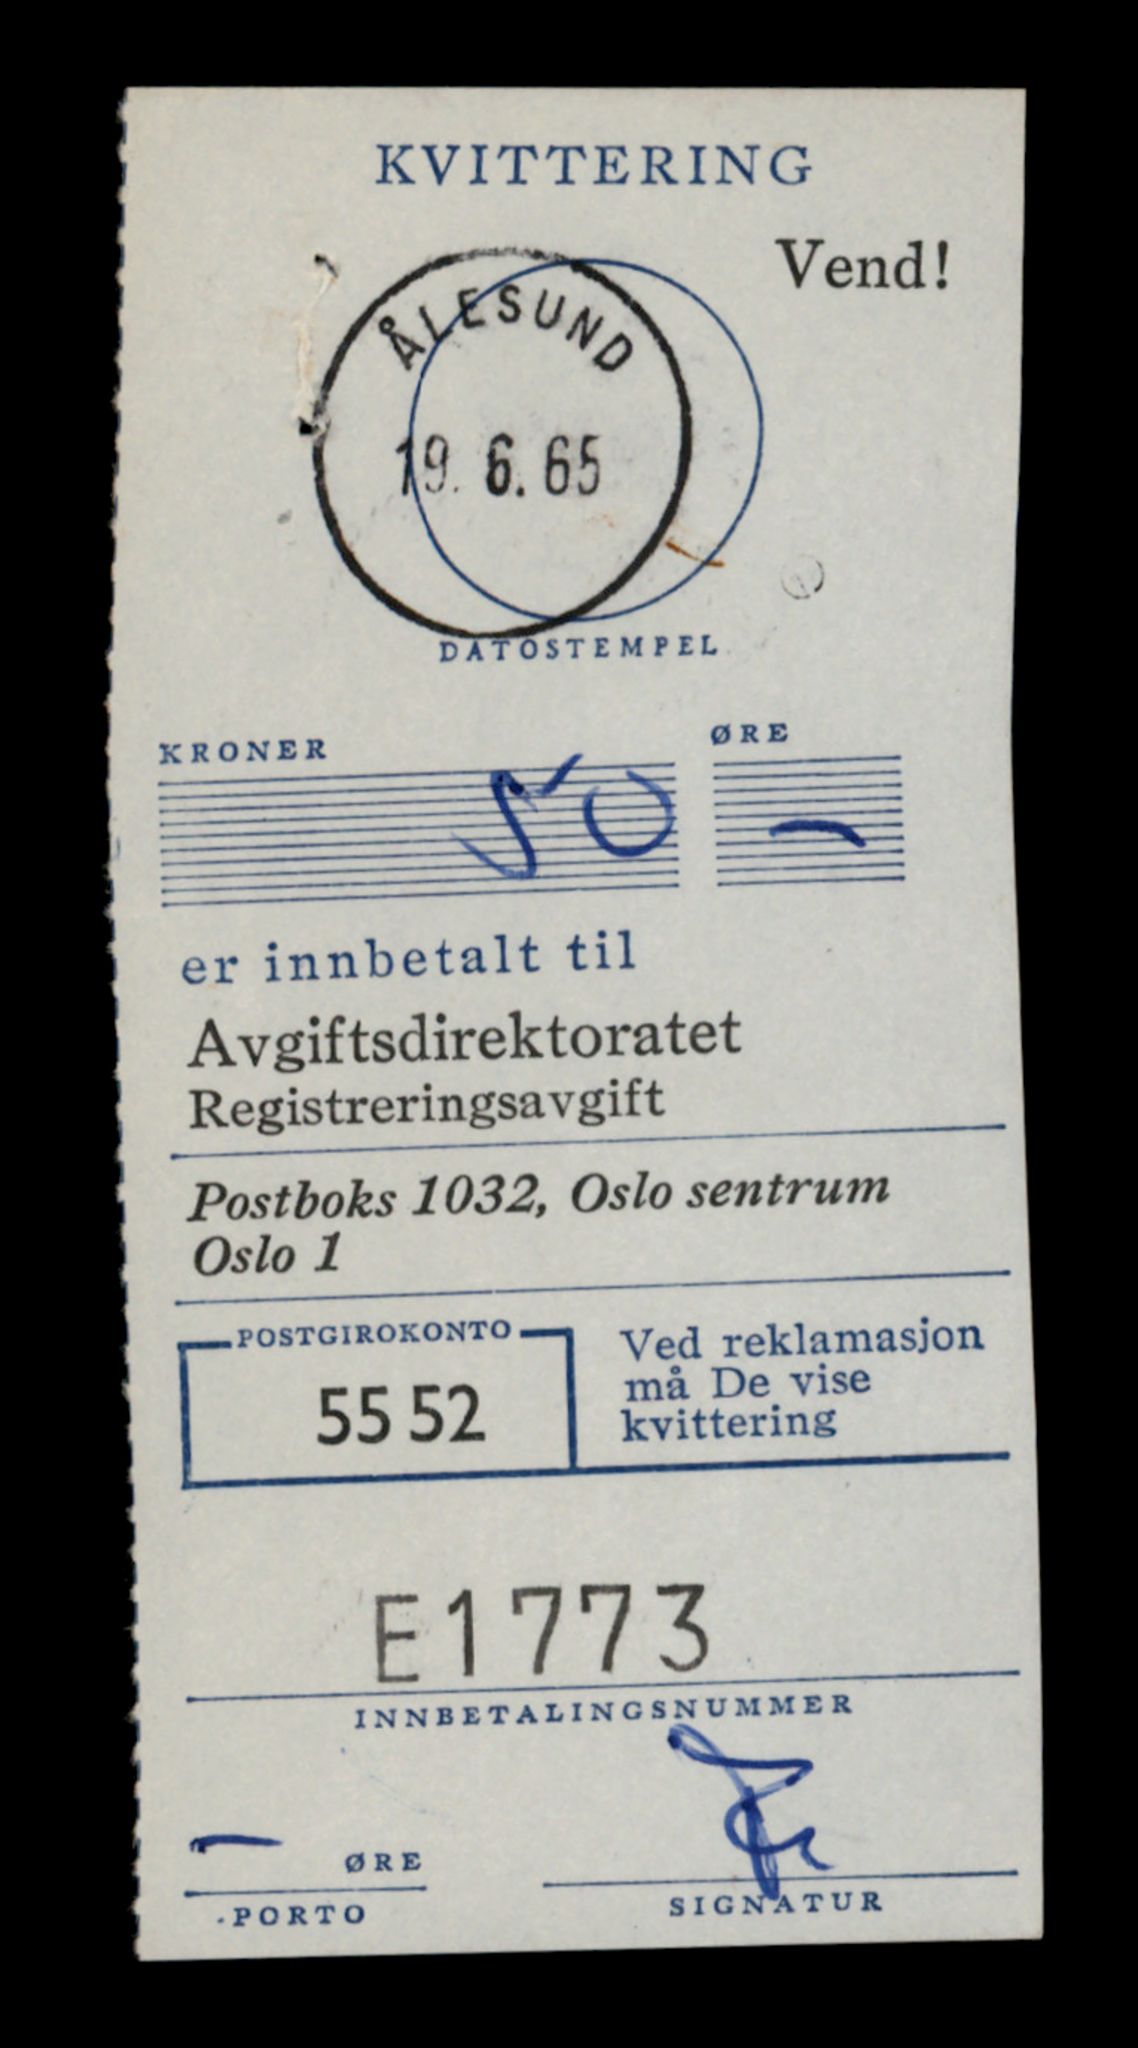 KVITTERING
Vend!
ÅLESUND
19. 6. 65
DATOSTEMPEL
KRONER
ØRE
50 —
er innbetalt til
Avgiftsdirektoratet
Registreringsavgift
Postboks 1032, Oslo sentrum
Oslo 1
POSTGIROKONTO
55 52
Ved reklamasjon
må De vise
kvittering
E1773
INNBETALINGSNUMMER
— ØRE
PORTO
SIGNATUR